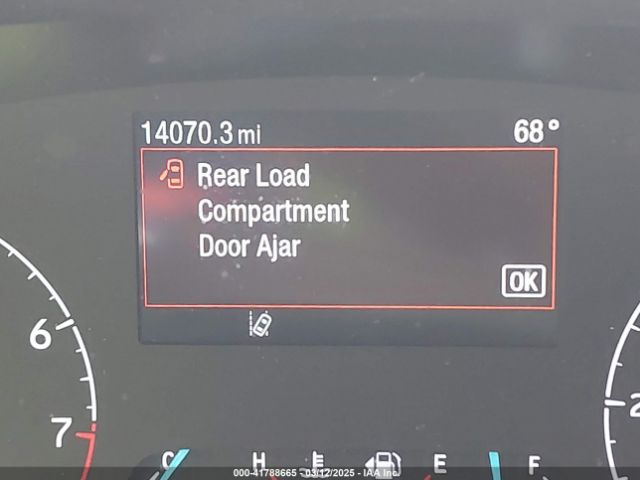 14070.3 mi 68°
Rear Load
Compartment
Door Ajar
OK
6
7
2
C H E F
000-41788665 - 03/12/2025 - IAA Inc.